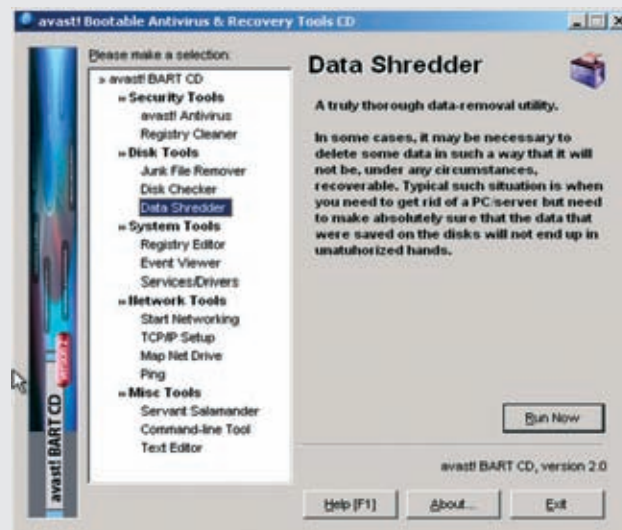 avast! Bootable Antivirus & Recovery Tools CD
Please make a selection:
» avast! BART CD
» Security Tools
avast! Antivirus
Registry Cleaner
» Disk Tools
Junk File Remover
Disk Checker
Data Shredder
» System Tools
Registry Editor
Event Viewer
Services/Drivers
» Network Tools
Start Networking
TCP/IP Setup
Map Net Drive
Ping
» Misc Tools
Servant Salamander
Command-line Tool
Text Editor
avast! BART CD
version 2
Data Shredder
A truly thorough data-removal utility.
In some cases, it may be necessary to
delete some data in such a way that it will
not be, under any circumstances,
recoverable. Typical such situation is when
you need to get rid of a PC/server but need
to make absolutely sure that the data that
were saved on the disks will not end up in
unatuhorized hands.
Run Now
avast! BART CD, version 2.0
Help [F1]
About...
Exit